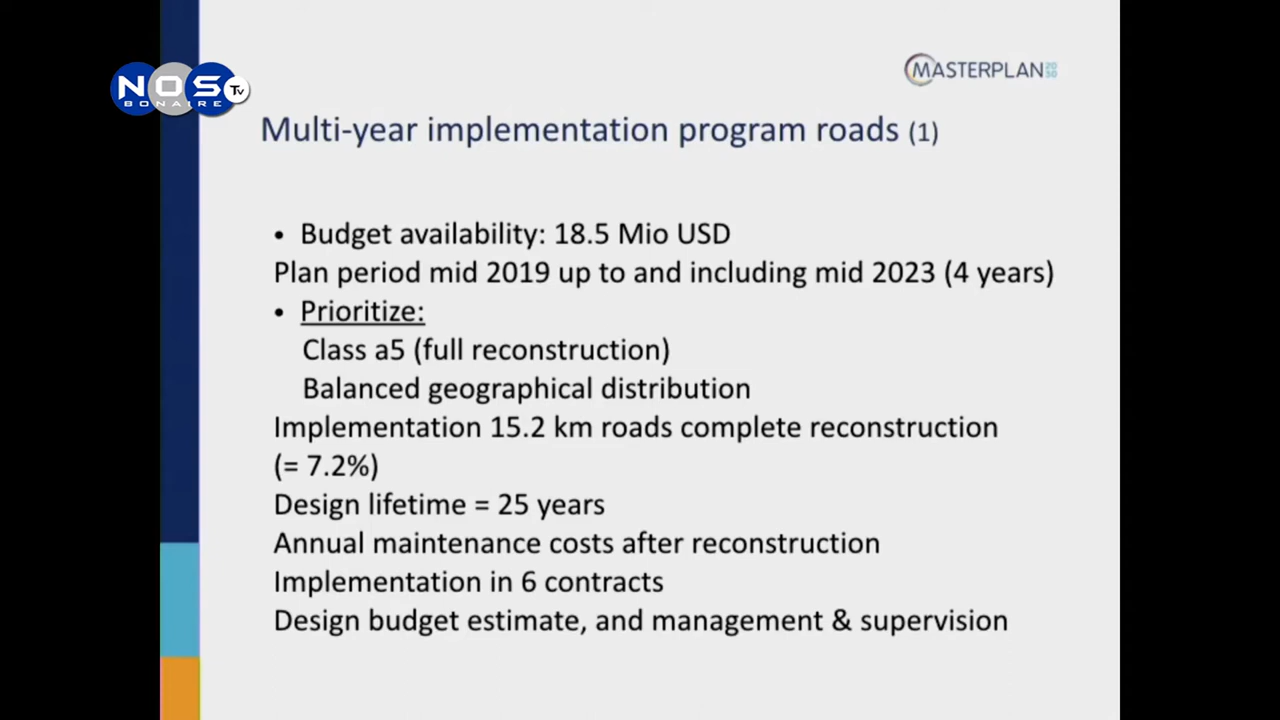 NOS TV
BONAIRE
MASTERPLAN 2030
Multi-year implementation program roads (1)
• Budget availability: 18.5 Mio USD
Plan period mid 2019 up to and including mid 2023 (4 years)
• Prioritize:
Class a5 (full reconstruction)
Balanced geographical distribution
Implementation 15.2 km roads complete reconstruction
(= 7.2%)
Design lifetime = 25 years
Annual maintenance costs after reconstruction
Implementation in 6 contracts
Design budget estimate, and management & supervision